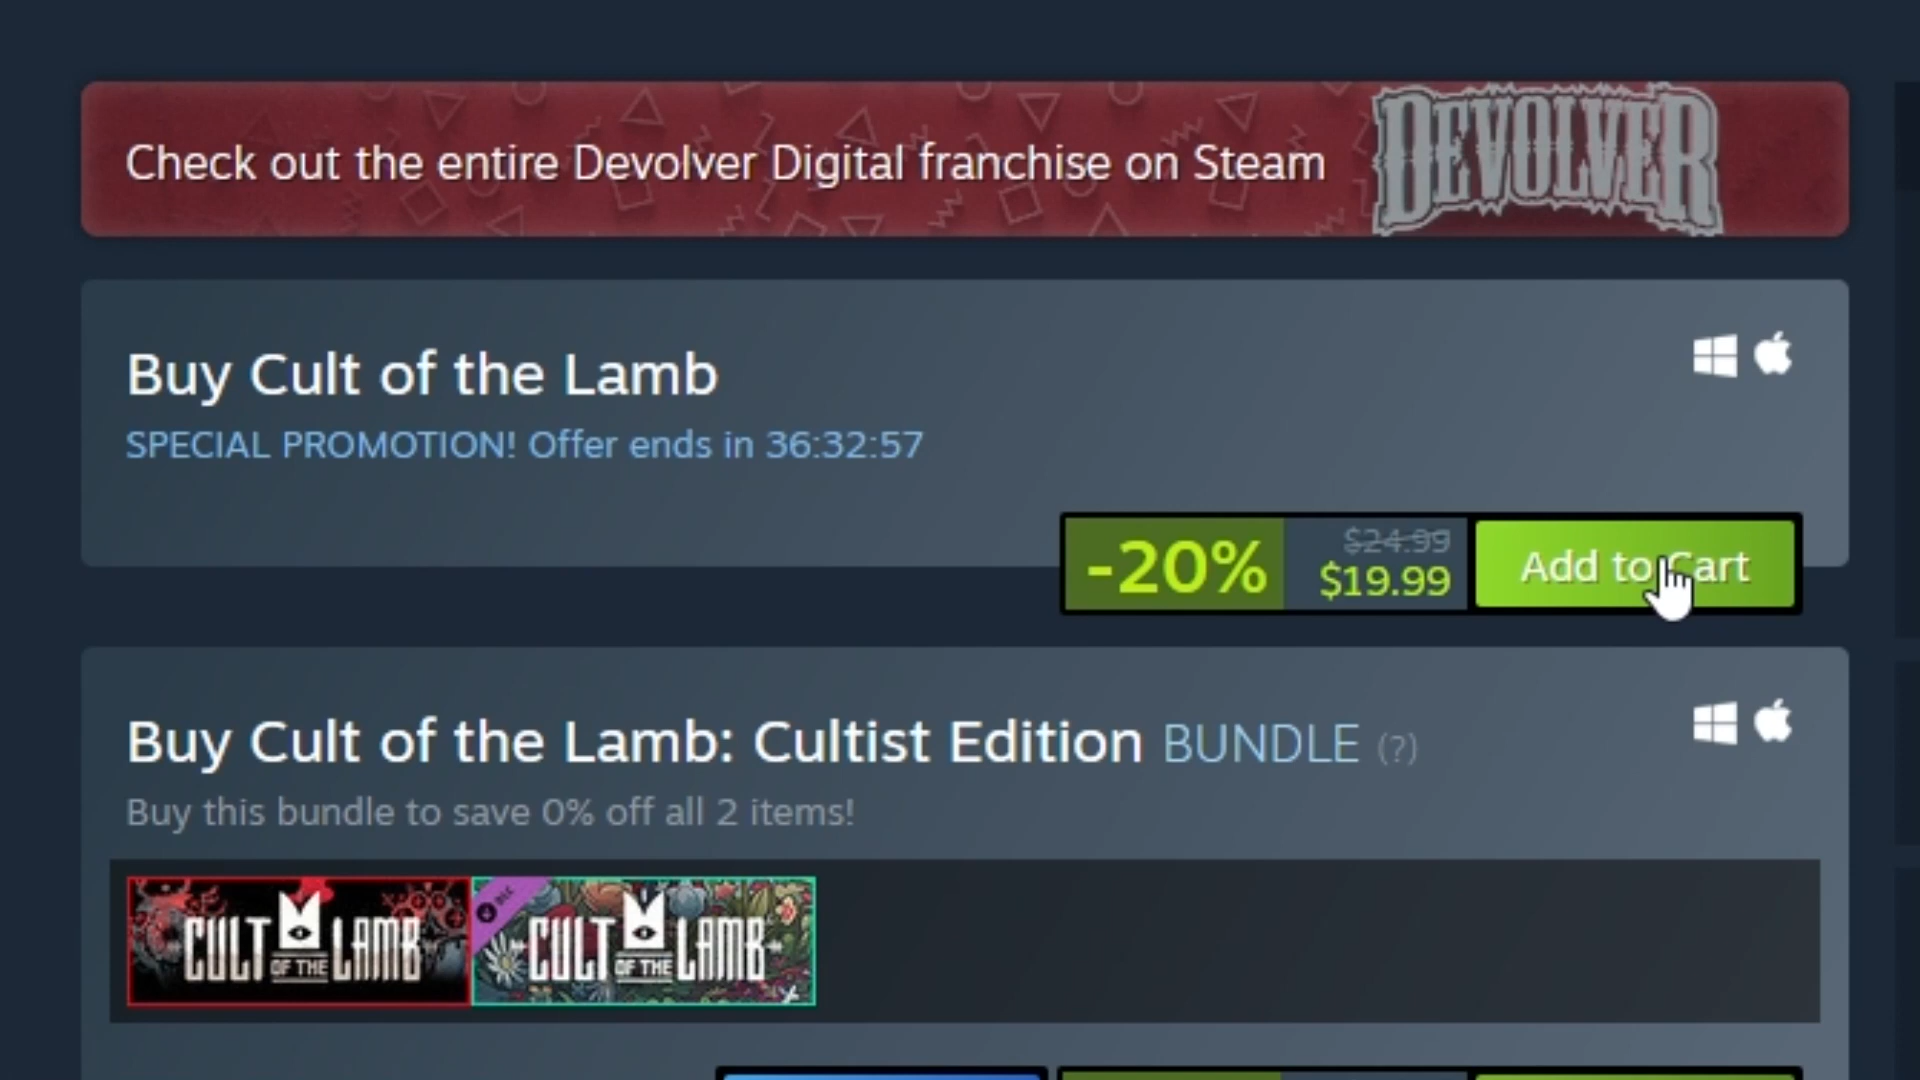 Check out the entire Devolver Digital franchise on Steam
DEVOLVER
Buy Cult of the Lamb
SPECIAL PROMOTION! Offer ends in 36:32:57
-20%
$24.99
$19.99
Add to Cart
Buy Cult of the Lamb: Cultist Edition BUNDLE (?)
Buy this bundle to save 0% off all 2 items!
CULT OF THE LAMB
DLC
CULT OF THE LAMB